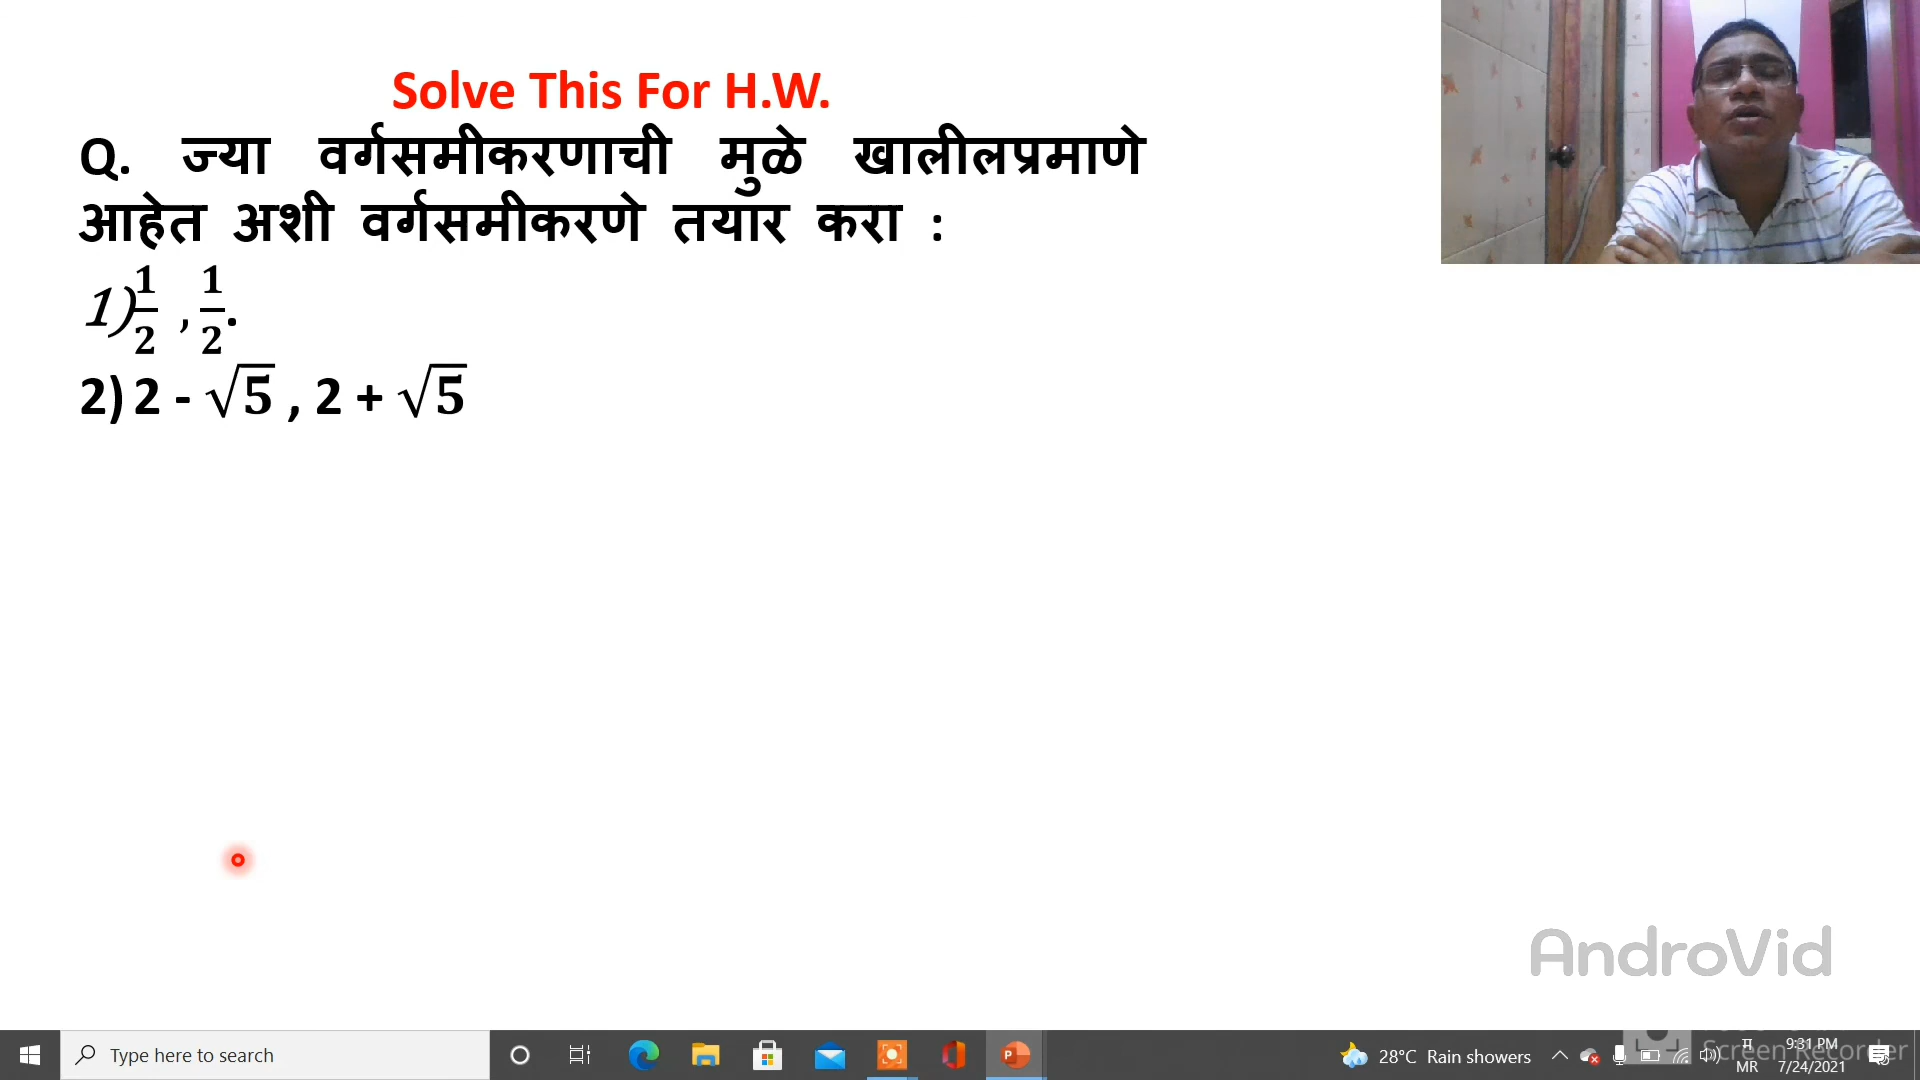 Solve This For H.W.
Q. ज्या वर्गसमीकरणाची मुळे खालीलप्रमाणे
आहेत अशी वर्गसमीकरणे तयार करा :
1) 1/2 , 1/2.
2) 2 - √5 , 2 + √5
AndroVid
Type here to search
28°C Rain showers
MR
9:31 PM
7/24/2021
Screen Recorder